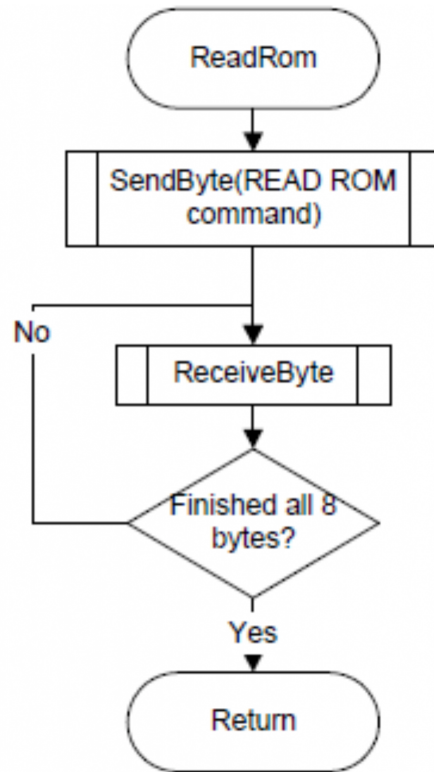 ReadRom
SendByte(READ ROM
command)
No
ReceiveByte
Finished all 8
bytes?
Yes
Return